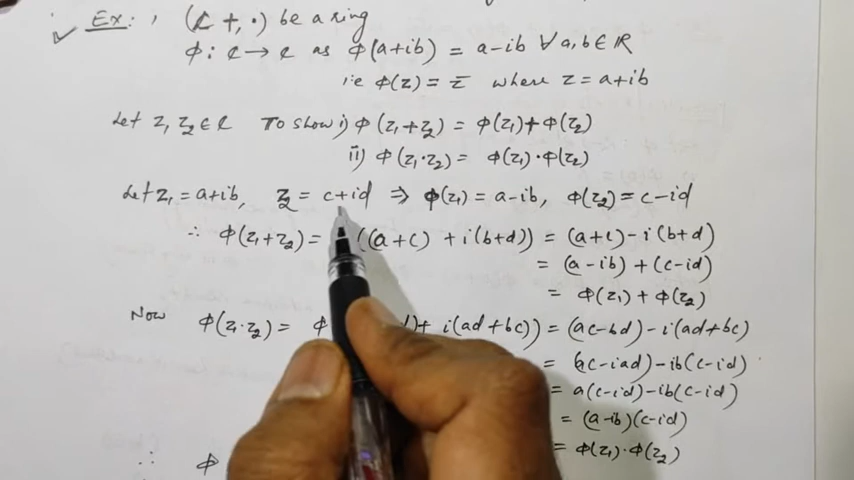 Ex: 1 (ℂ +, ·) be a ring
φ : ℂ → ℂ as φ(a+ib) = a-ib ∀ a,b ∈ ℝ
i.e φ(z) = z̅ where z = a+ib
Let z₁ z₂ ∈ ℂ To show i) φ(z₁+z₂) = φ(z₁)+φ(z₂)
ii) φ(z₁·z₂) = φ(z₁)·φ(z₂)
Let z₁ = a+ib, z₂ = c+id ⇒ φ(z₁) = a-ib, φ(z₂) = c-id
∴ φ(z₁+z₂) = ((a+c) + i(b+d)) = (a+c) - i(b+d)
= (a-ib) + (c-id)
= φ(z₁) + φ(z₂)
Now φ(z₁·z₂) = φ d)+ i(ad+bc)) = (ac-bd) - i(ad+bc)
= (ac-iad) - ib(c-id)
= a(c-id) - ib(c-id)
= (a-ib)(c-id)
= φ(z₁)·φ(z₂)
∴ φ